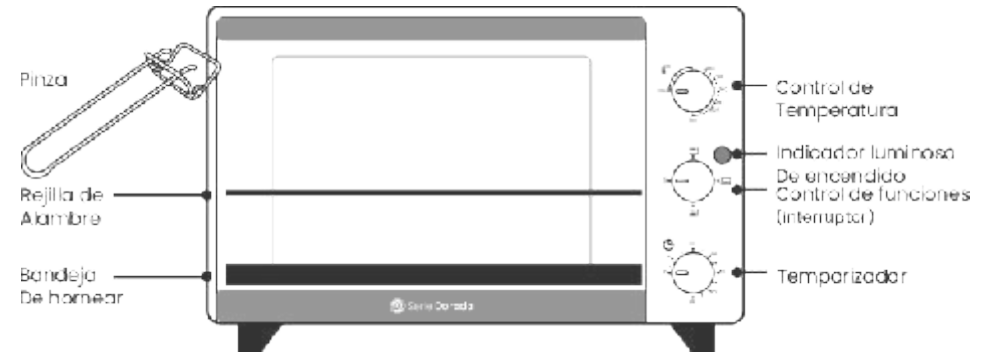 Pinza
Rejilla de
Alambre
Bandeja
De hornear
Serie Dorada
Control de
Temperatura
Indicador luminoso
De encendido
Control de funciones
(interruptor)
Temporizador